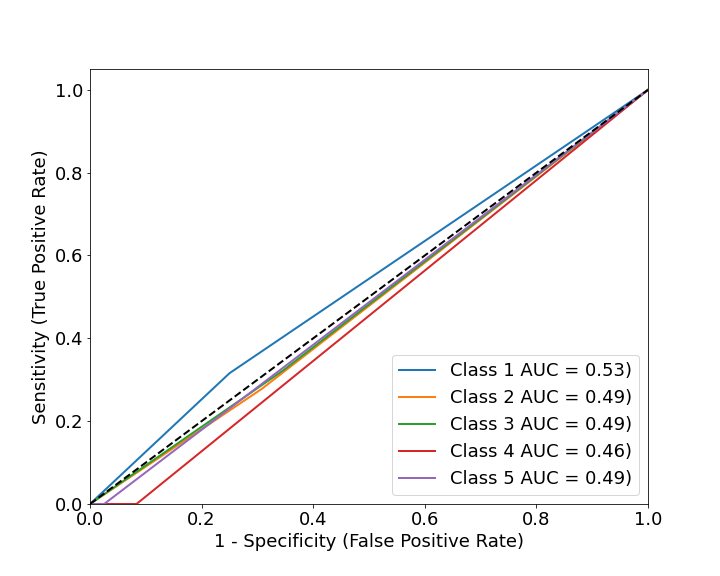 1.0
0.8
0.6
0.4
0.2
0.0
Sensitivity (True Positive Rate)
Class 1 AUC = 0.53)
Class 2 AUC = 0.49)
Class 3 AUC = 0.49)
Class 4 AUC = 0.46)
Class 5 AUC = 0.49)
0.0 0.2 0.4 0.6 0.8 1.0
1 - Specificity (False Positive Rate)